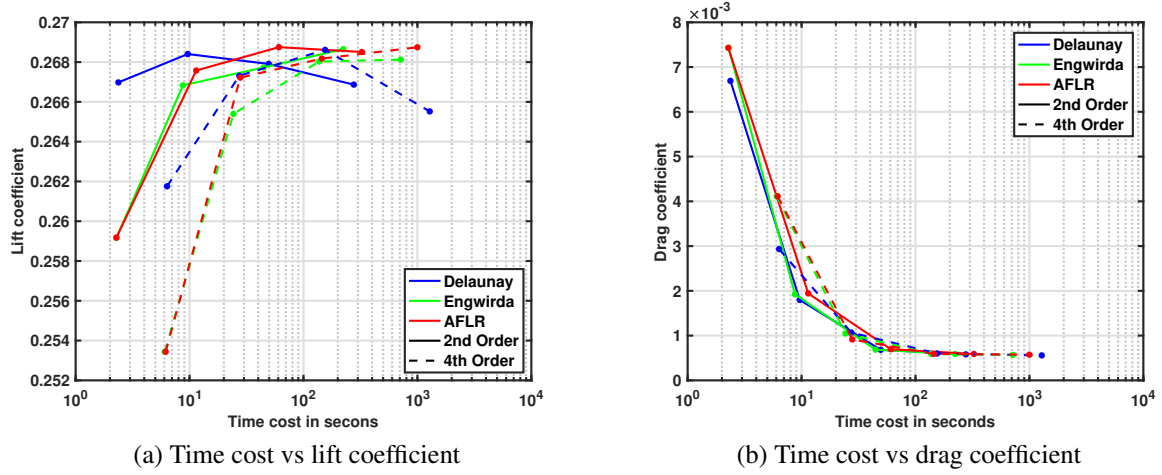 0.27
0.268
0.266
0.264
0.262
0.26
0.258
0.256
0.254
0.252
Lift coefficient
10^0 10^1 10^2 10^3 10^4
Time cost in secons
Delaunay
Engwirda
AFLR
2nd Order
4th Order
(a) Time cost vs lift coefficient
×10^-3
8
7
6
5
4
3
2
1
0
Drag coefficient
10^0 10^1 10^2 10^3 10^4
Time cost in seconds
Delaunay
Engwirda
AFLR
2nd Order
4th Order
(b) Time cost vs drag coefficient